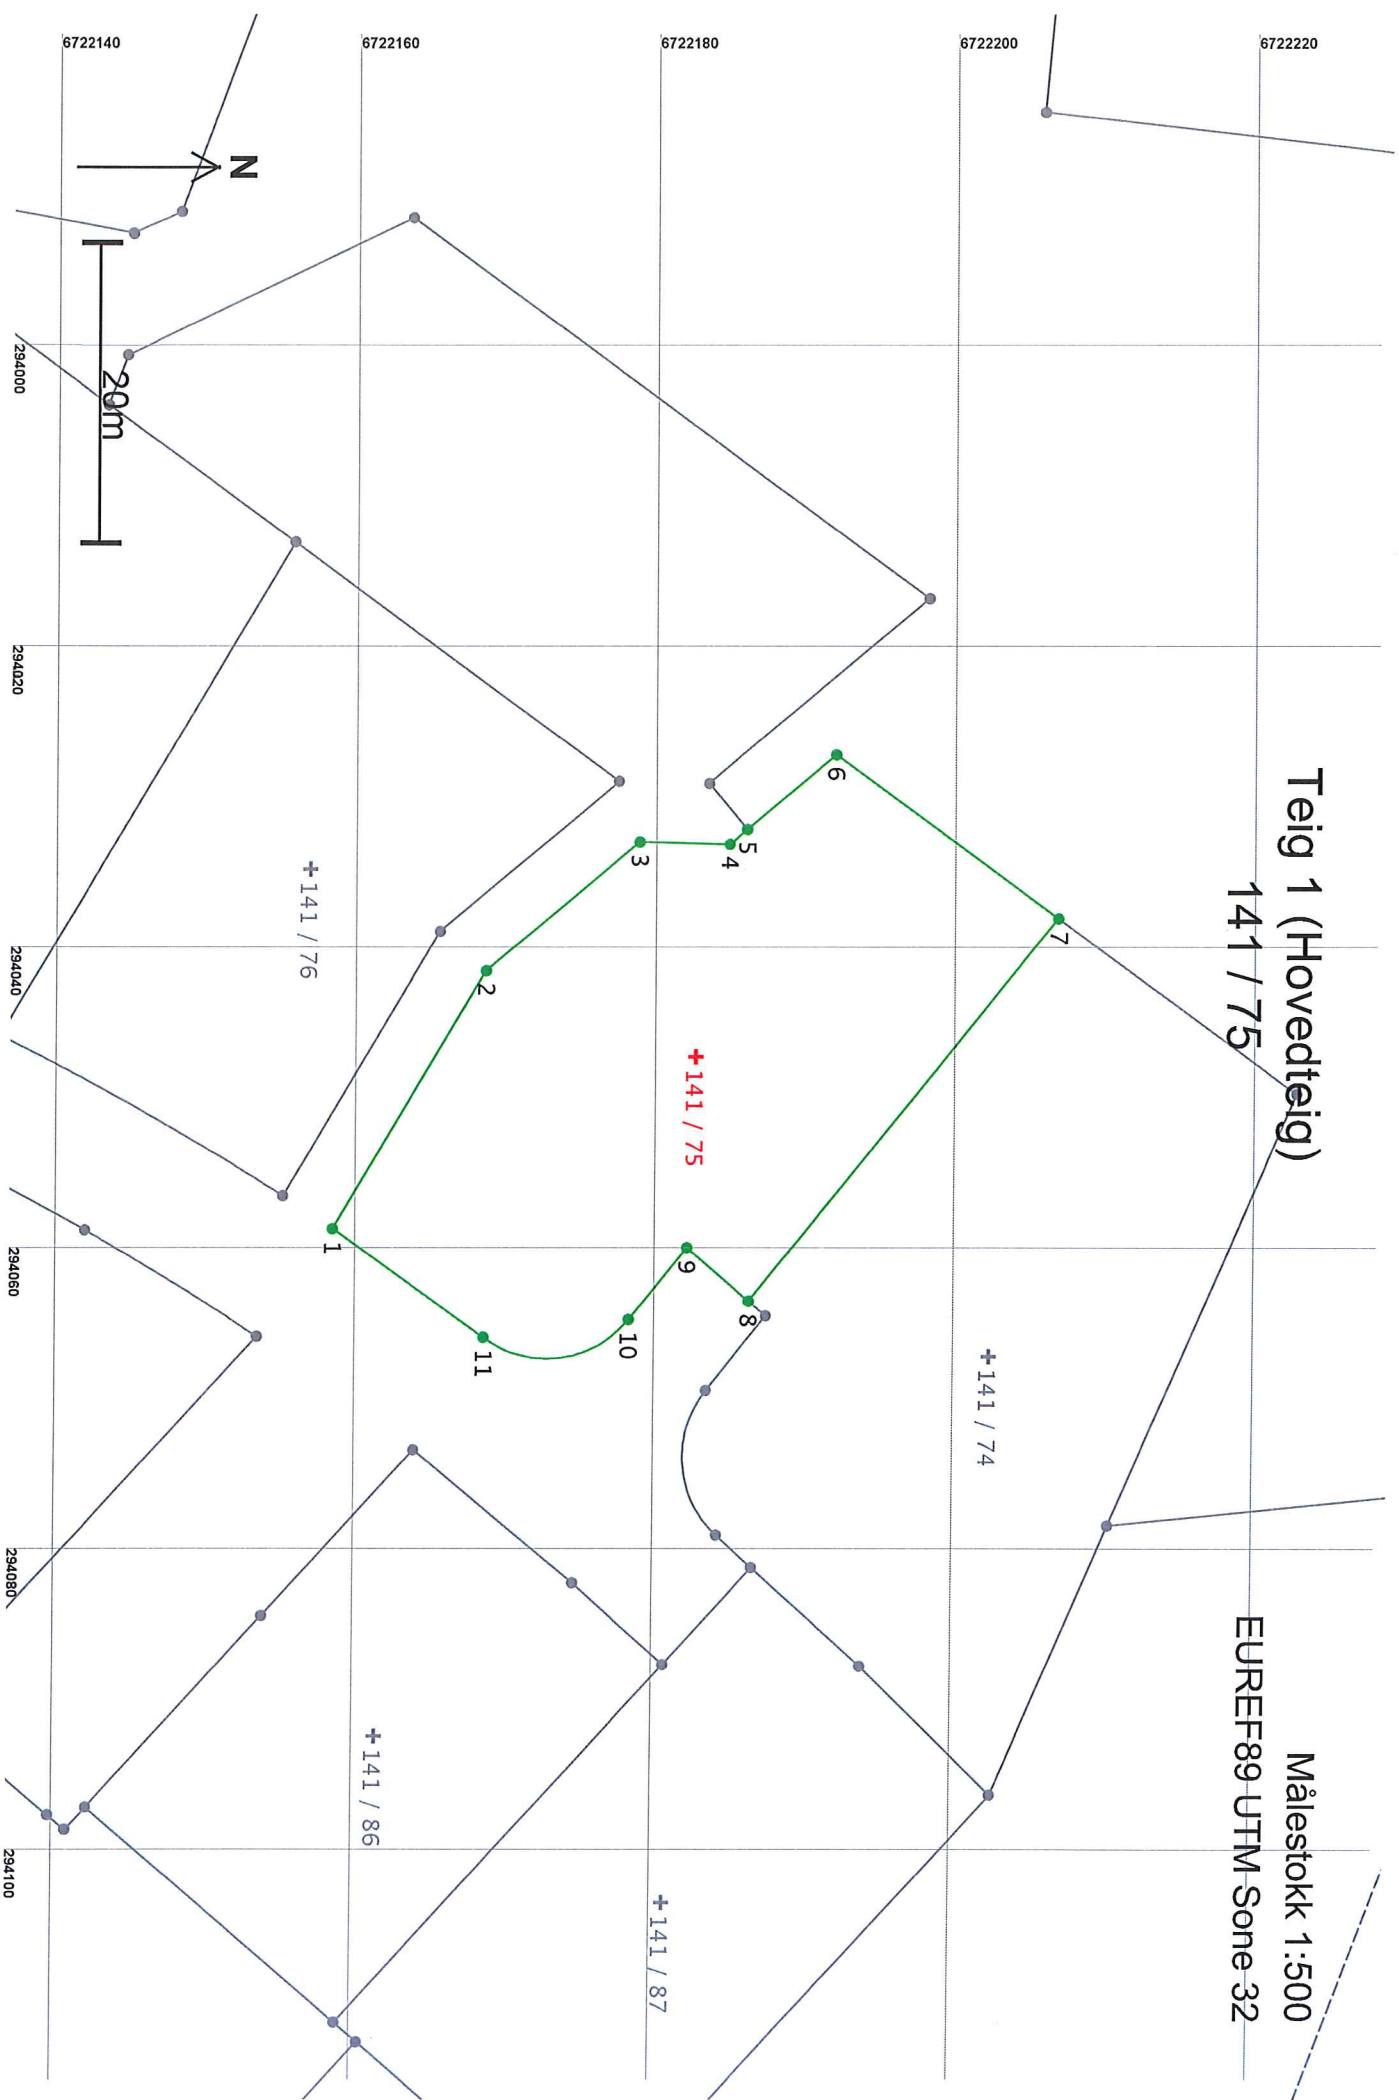 Teig 1 (Hovedteig)
141 / 75
Målestokk 1:500
EUREF89 UTM Sone 32
6722220
6722200
6722180
6722160
6722140
N
20m
294000
294020
294040
294060
294080
294100
7
6
5
4
3
2
1
8
9
10
11
+141 / 74
+141 / 75
+141 / 76
+141 / 87
+141 / 86